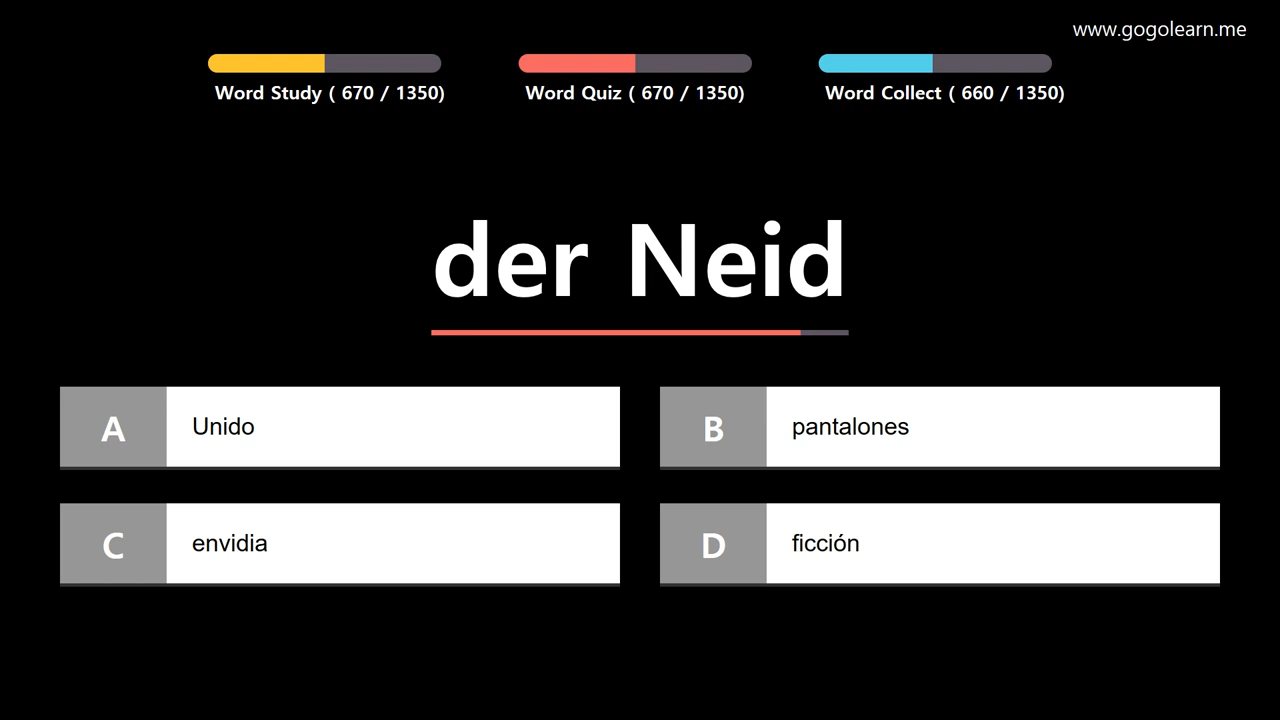 www.gogolearn.me
Word Study ( 670 / 1350)
Word Quiz ( 670 / 1350)
Word Collect ( 660 / 1350)
der Neid
A Unido
B pantalones
C envidia
D ficción